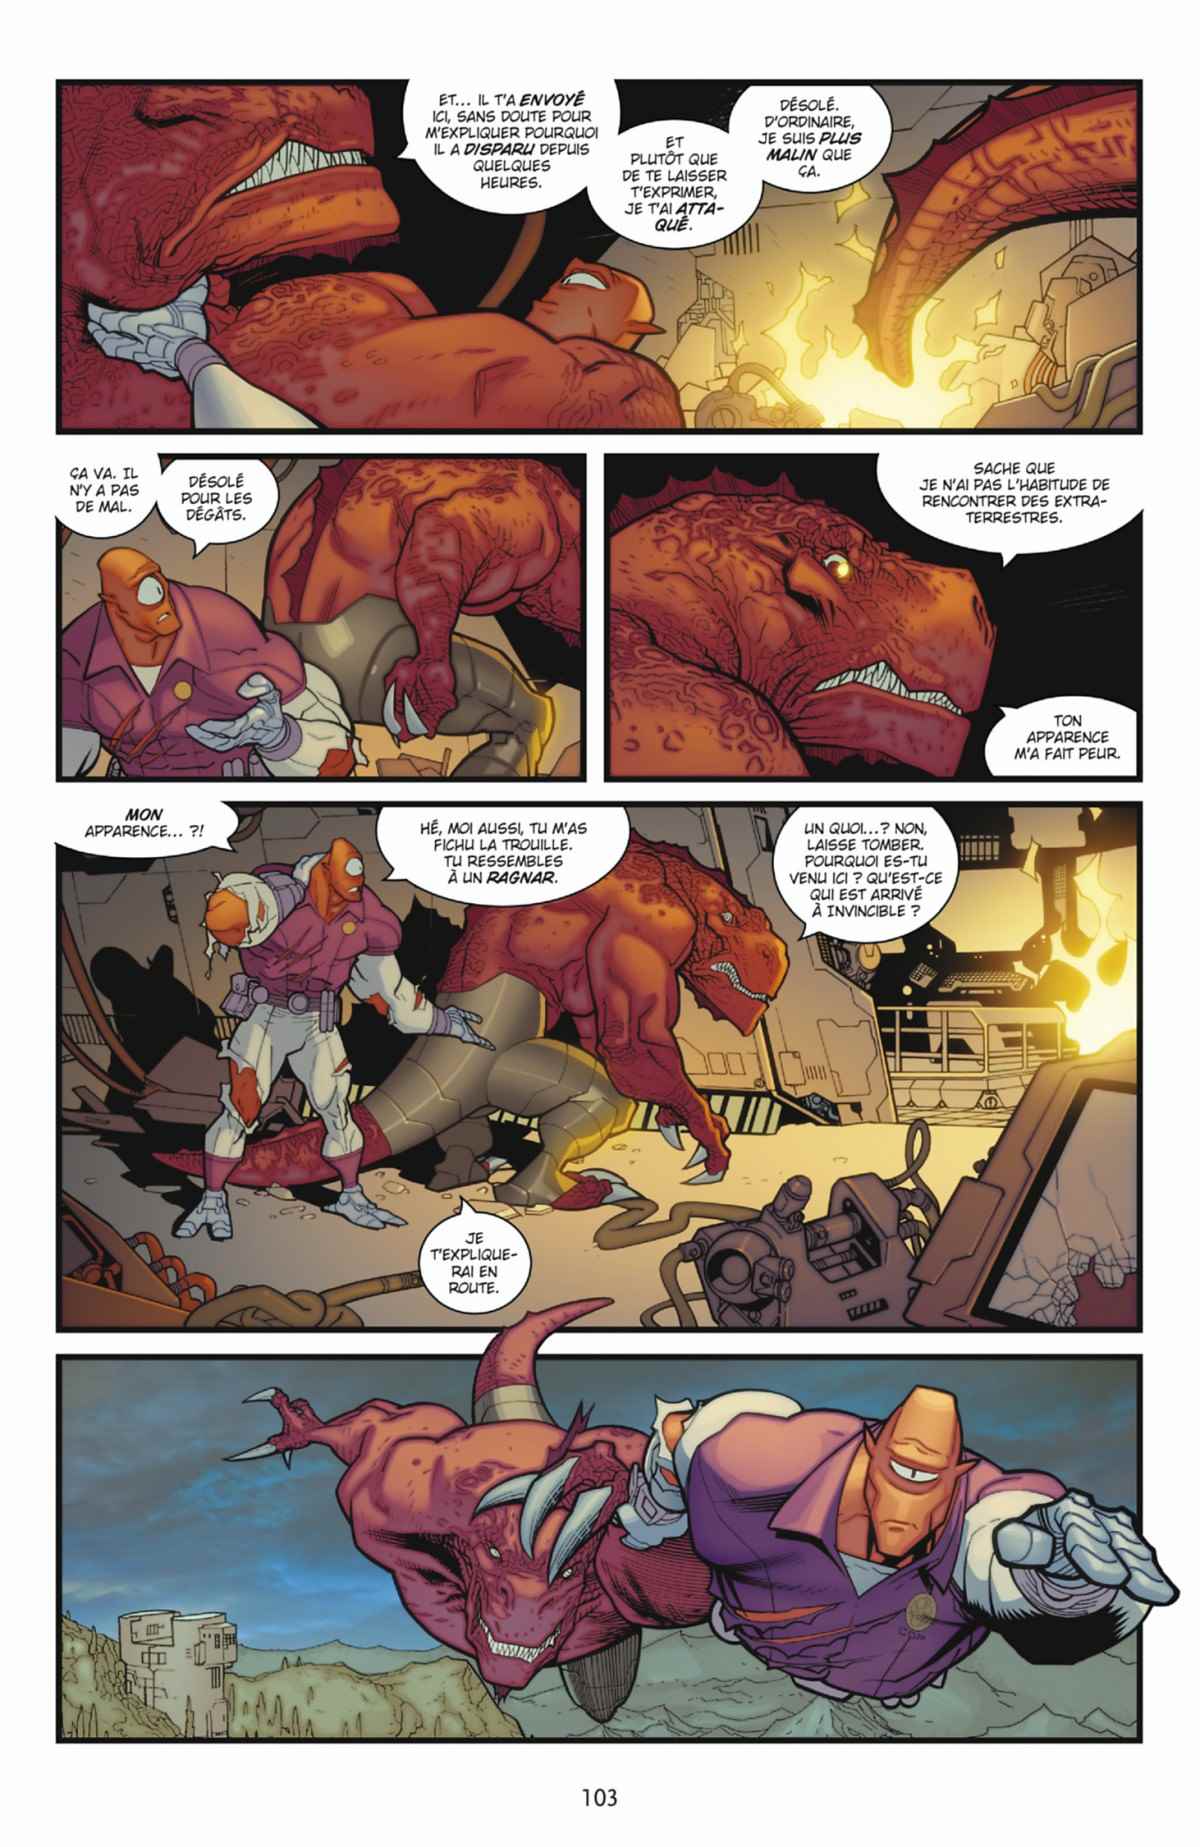 ET... IL T'A ENVOYÉ
ICI, SANS DOUTE POUR
M'EXPLIQUER POURQUOI
IL A DISPARU DEPUIS
QUELQUES
HEURES.
ET
PLUTÔT QUE
DE TE LAISSER
T'EXPRIMER,
JE T'AI ATTA-
QUÉ.
DÉSOLÉ.
D'ORDINAIRE,
JE SUIS PLUS
MALIN QUE
ÇA.
ÇA VA. IL
N'Y A PAS
DE MAL.
DÉSOLÉ
POUR LES
DÉGÂTS.
SACHE QUE
JE N'AI PAS L'HABITUDE DE
RENCONTRER DES EXTRA-
TERRESTRES.
TON
APPARENCE
M'A FAIT PEUR.
MON
APPARENCE... ?!
HÉ, MOI AUSSI, TU M'AS
FICHU LA TROUILLE.
TU RESSEMBLES
À UN RAGNAR.
UN QUOI...? NON,
LAISSE TOMBER.
POURQUOI ES-TU
VENU ICI ? QU'EST-CE
QUI EST ARRIVÉ
À INVINCIBLE ?
JE
T'EXPLIQUE-
RAI EN
ROUTE.
103